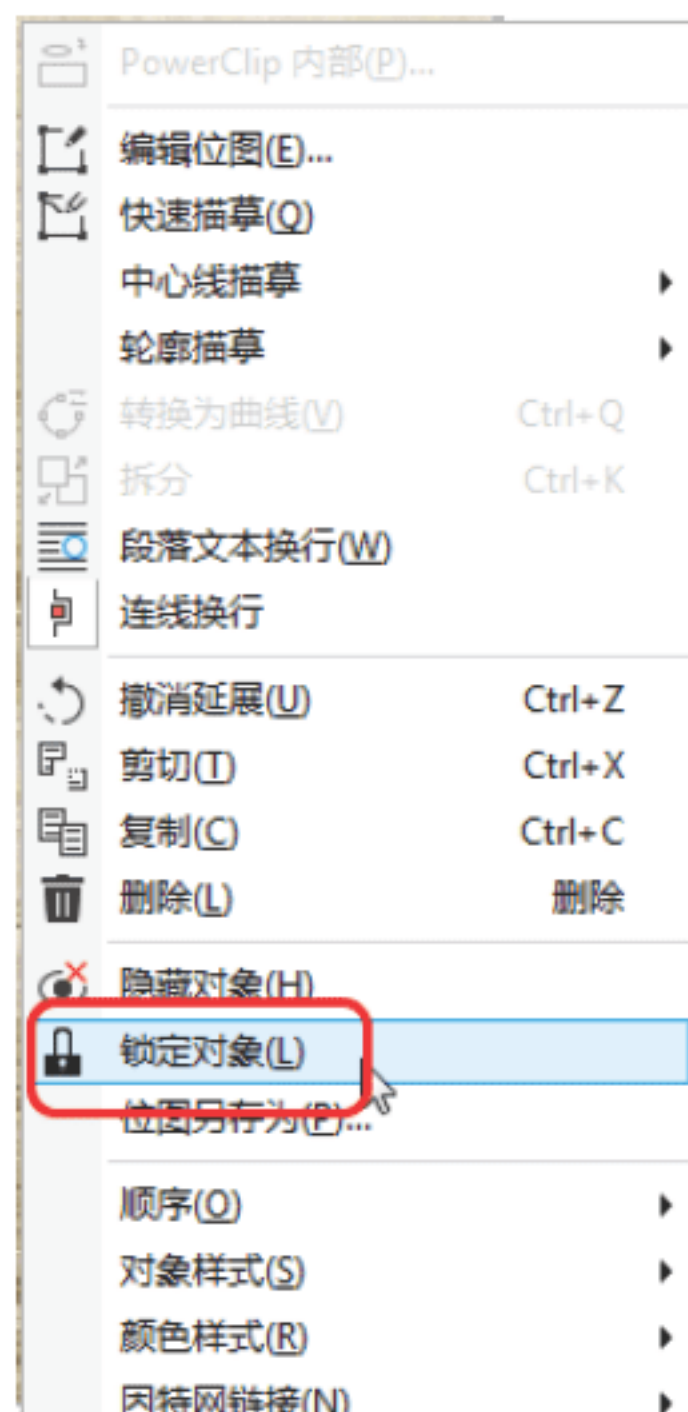 PowerClip 内部(P)...
编辑位图(E)...
快速描摹(Q)
中心线描摹
轮廓描摹
转换为曲线(V) Ctrl+Q
拆分 Ctrl+K
段落文本换行(W)
连线换行
撤消延展(U) Ctrl+Z
剪切(T) Ctrl+X
复制(C) Ctrl+C
删除(L) 删除
隐藏对象(H)
锁定对象(L)
位图另存为(P)...
顺序(O)
对象样式(S)
颜色样式(R)
因特网链接(N)